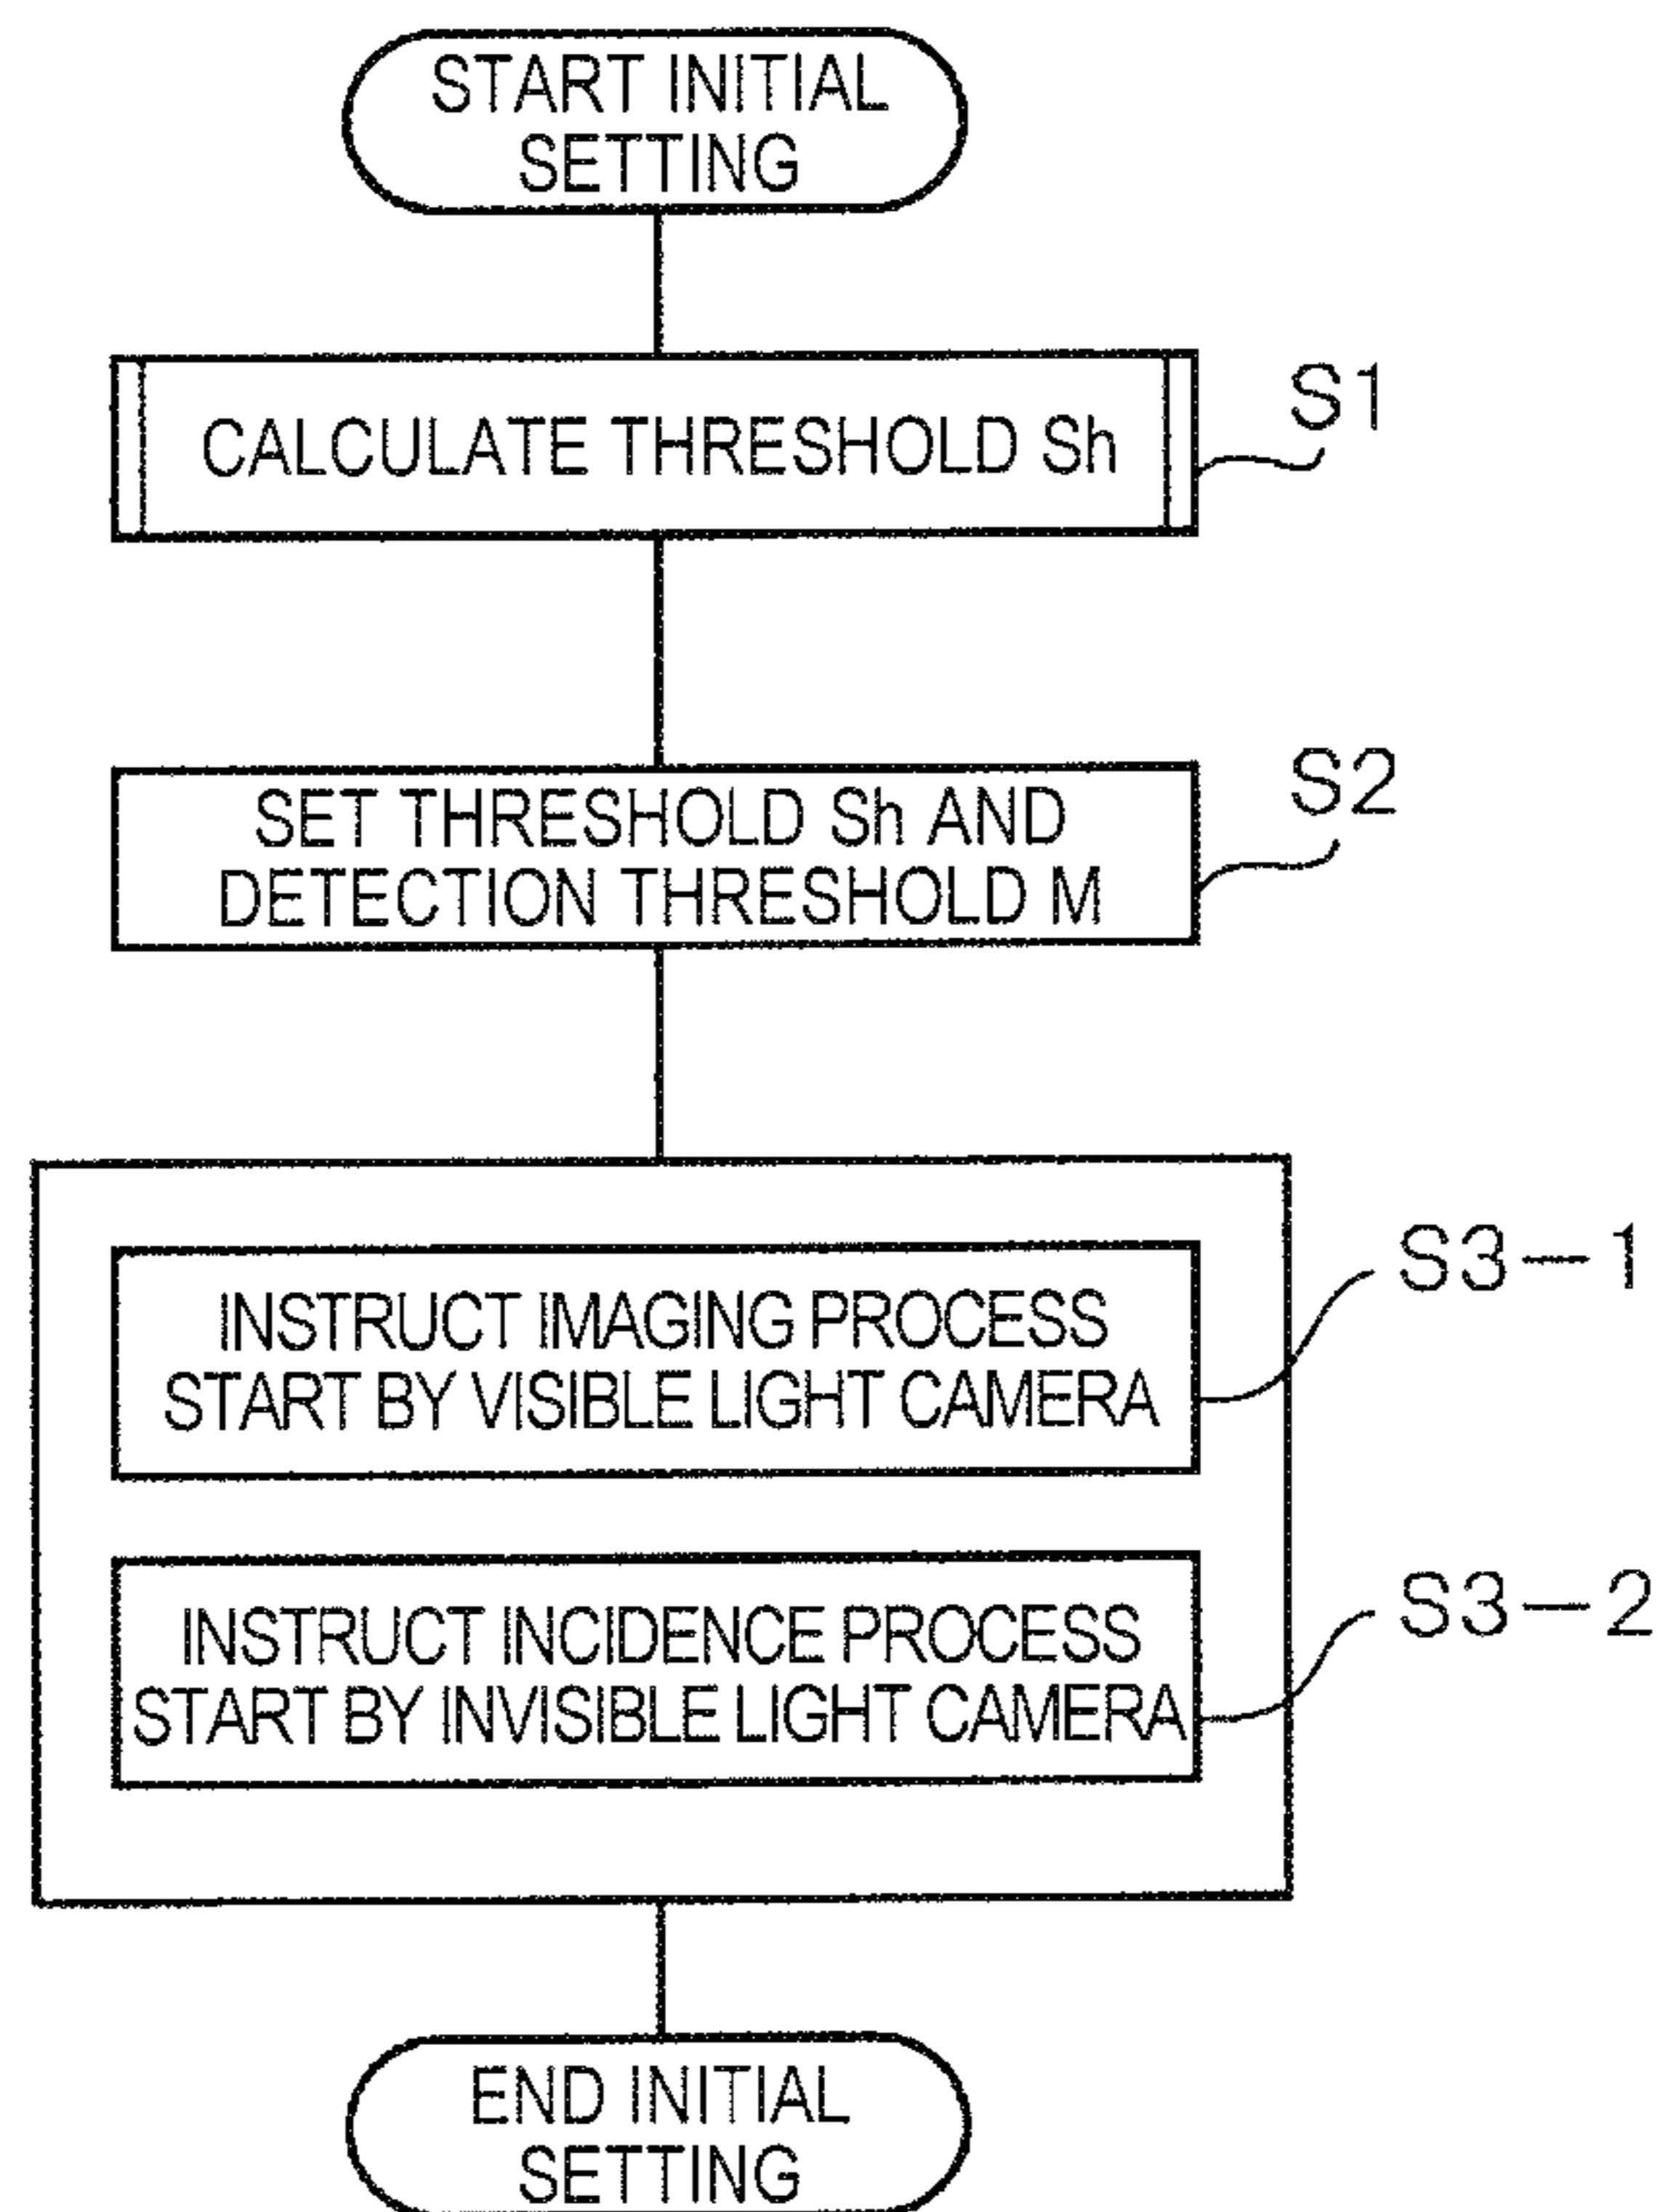 START INITIAL
SETTING
CALCULATE THRESHOLD Sh
S1
SET THRESHOLD Sh AND
DETECTION THRESHOLD M
S2
INSTRUCT IMAGING PROCESS
START BY VISIBLE LIGHT CAMERA
S3-1
INSTRUCT INCIDENCE PROCESS
START BY INVISIBLE LIGHT CAMERA
S3-2
END INITIAL
SETTING